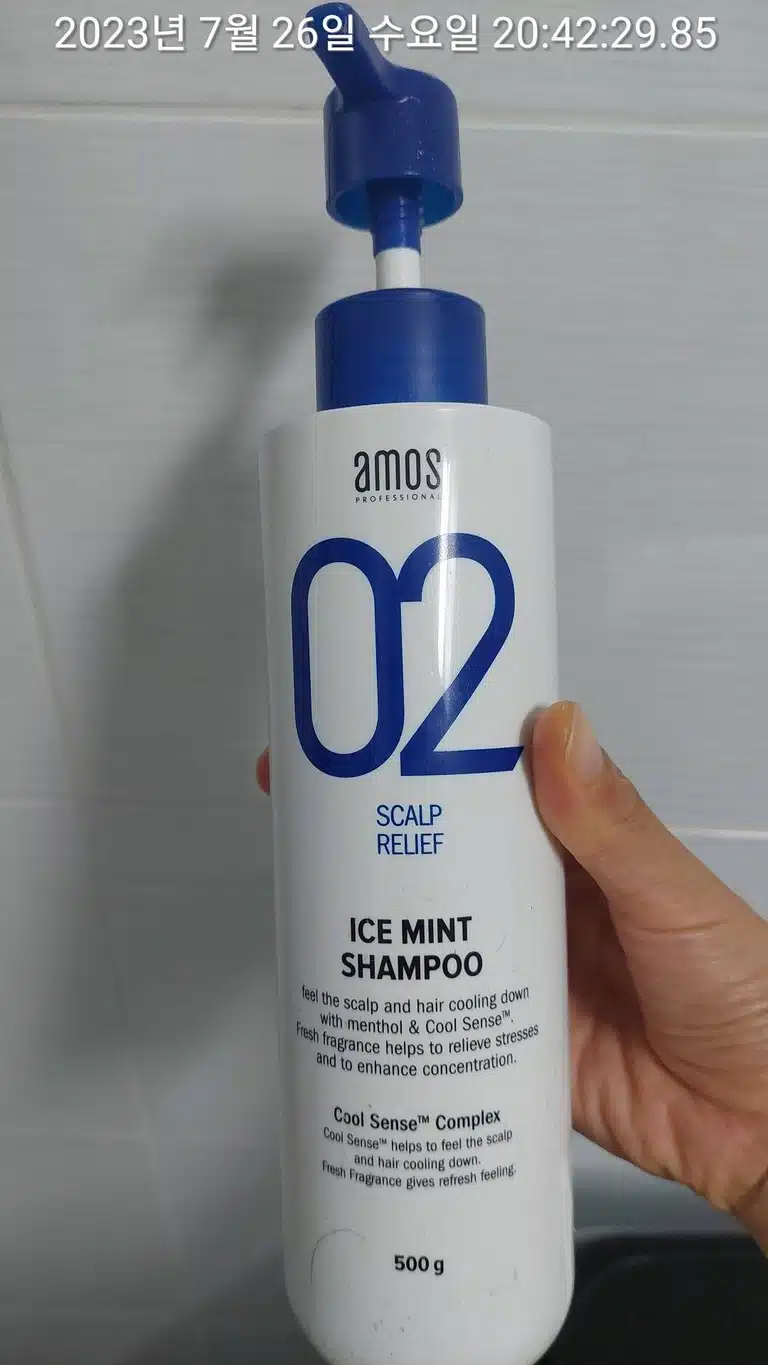 2023년 7월 26일 수요일 20:42:29.85
amos
PROFESSIONAL
02
SCALP
RELIEF
ICE MINT
SHAMPOO
feel the scalp and hair cooling down
with menthol & Cool Sense™.
Fresh fragrance helps to relieve stresses
and to enhance concentration.
Cool Sense™ Complex
Cool Sense™ helps to feel the scalp
and hair cooling down.
Fresh Fragrance gives refresh feeling.
500 g